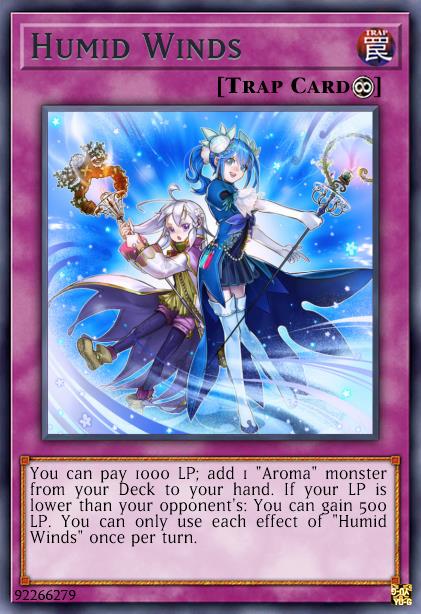 Humid Winds
TRAP
罠
[Trap Card]
You can pay 1000 LP; add 1 "Aroma" monster
from your Deck to your hand. If your LP is
lower than your opponent's: You can gain 500
LP. You can only use each effect of "Humid
Winds" once per turn.
92266279